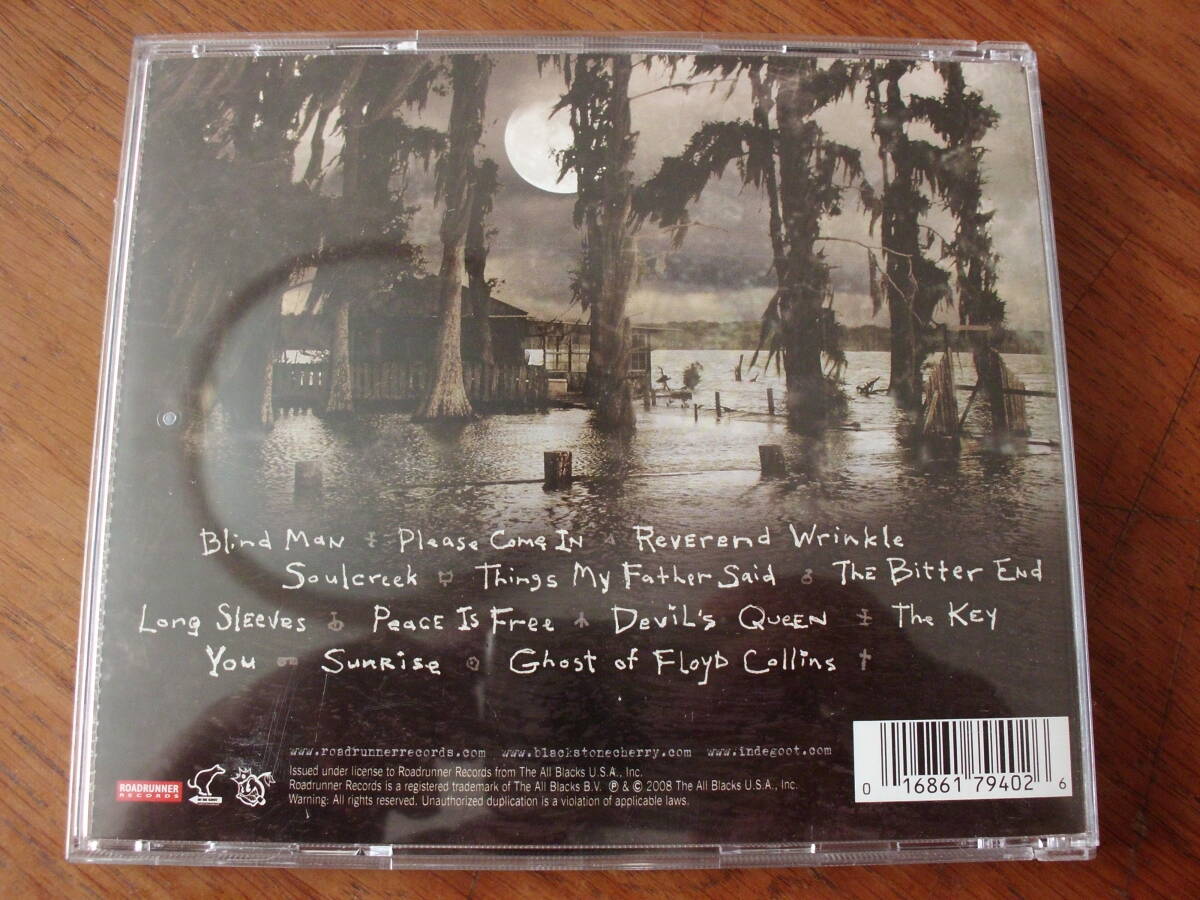 Blind Man Please Come In Reverend Wrinkle
Soulcreek Things My Father Said The Bitter End
Long Sleeves Peace Is Free Devil's Queen The Key
You Sunrise Ghost of Floyd Collins
www.roadrunnerrecords.com www.blackstonecherry.com www.indegoot.com
Issued under license to Roadrunner Records from The All Blacks U.S.A., Inc.
Roadrunner Records is a registered trademark of The All Blacks B.V. ℗ & © 2008 The All Blacks U.S.A., Inc.
Warning: All rights reserved. Unauthorized duplication is a violation of applicable laws.
ROADRUNNER
RECORDS
0 16861 79402 6